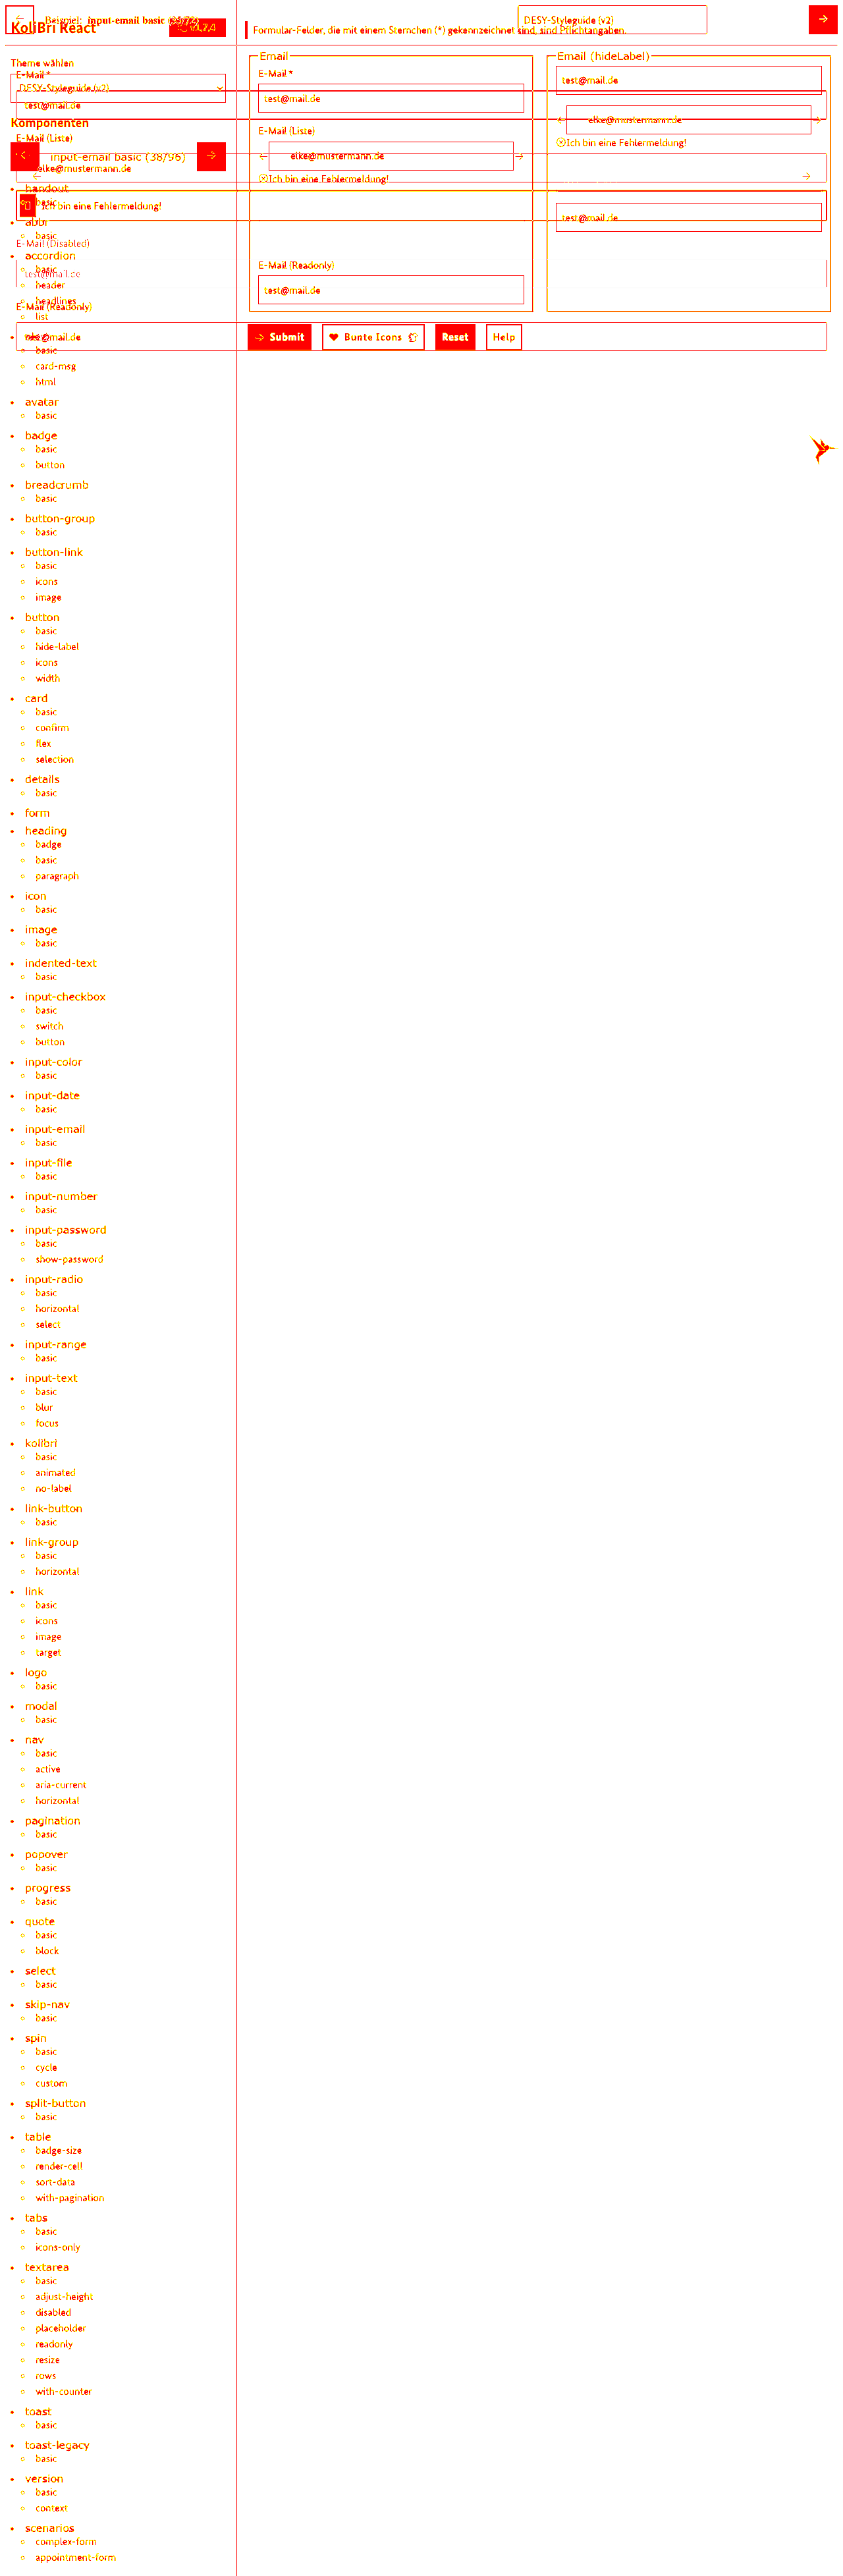 Beispiel: input-email basic
KoliBri React
DESY-Styleguide (v2)
Formular-Felder, die mit einem Sternchen (*) gekennzeichnet sind, sind Pflichtangaben.
Theme wählen
E-Mail *
DESY-Styleguide (v2)
test@mail.de
Komponenten
E-Mail (Liste)
input-email basic (38/96)
elke@mustermann.de
Ich bin eine Fehlermeldung!
E-Mail (Disabled)
test@mail.de
E-Mail (Readonly)
test@mail.de
Email
E-Mail *
test@mail.de
E-Mail (Liste)
elke@mustermann.de
Ich bin eine Fehlermeldung!
E-Mail (Readonly)
test@mail.de
Email (hideLabel)
test@mail.de
elke@mustermann.de
Ich bin eine Fehlermeldung!
test@mail.de
Submit
Bunte Icons
Reset
Help
handout
basic
abbr
basic
accordion
basic
header
headlines
list
basic
card-msg
html
avatar
basic
badge
basic
button
breadcrumb
basic
button-group
basic
button-link
basic
icons
image
button
basic
hide-label
icons
width
card
basic
confirm
flex
selection
details
basic
form
heading
badge
basic
paragraph
icon
basic
image
basic
indented-text
basic
input-checkbox
basic
switch
button
input-color
basic
input-date
basic
input-email
basic
input-file
basic
input-number
basic
input-password
basic
show-password
input-radio
basic
horizontal
select
input-range
basic
input-text
basic
blur
focus
kolibri
basic
animated
no-label
link-button
basic
link-group
basic
horizontal
link
basic
icons
image
target
logo
basic
modal
basic
nav
basic
active
aria-current
horizontal
pagination
basic
popover
basic
progress
basic
quote
basic
block
select
basic
skip-nav
basic
spin
basic
cycle
custom
split-button
basic
table
badge-size
render-cell
sort-data
with-pagination
tabs
basic
icons-only
textarea
basic
adjust-height
disabled
placeholder
readonly
resize
rows
with-counter
toast
basic
toast-legacy
basic
version
basic
context
scenarios
complex-form
appointment-form